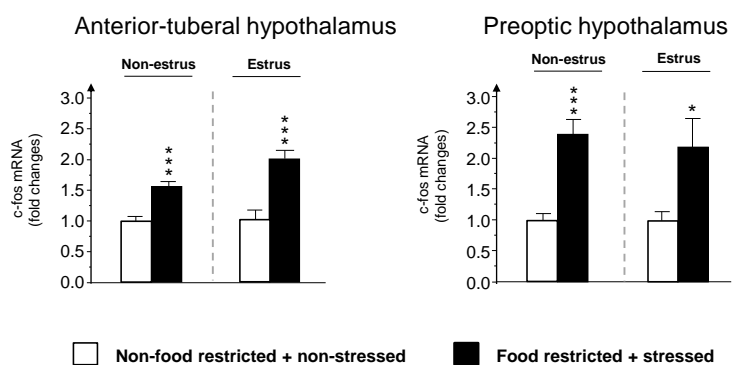 Anterior-tuberal hypothalamus
Non-estrus
Estrus
c-fos mRNA
(fold changes)
3.0
2.5
2.0
1.5
1.0
0.5
0.0
***
***
Preoptic hypothalamus
Non-estrus
Estrus
c-fos mRNA
(fold changes)
3.0
2.5
2.0
1.5
1.0
0.5
0.0
***
*
Non-food restricted + non-stressed
Food restricted + stressed